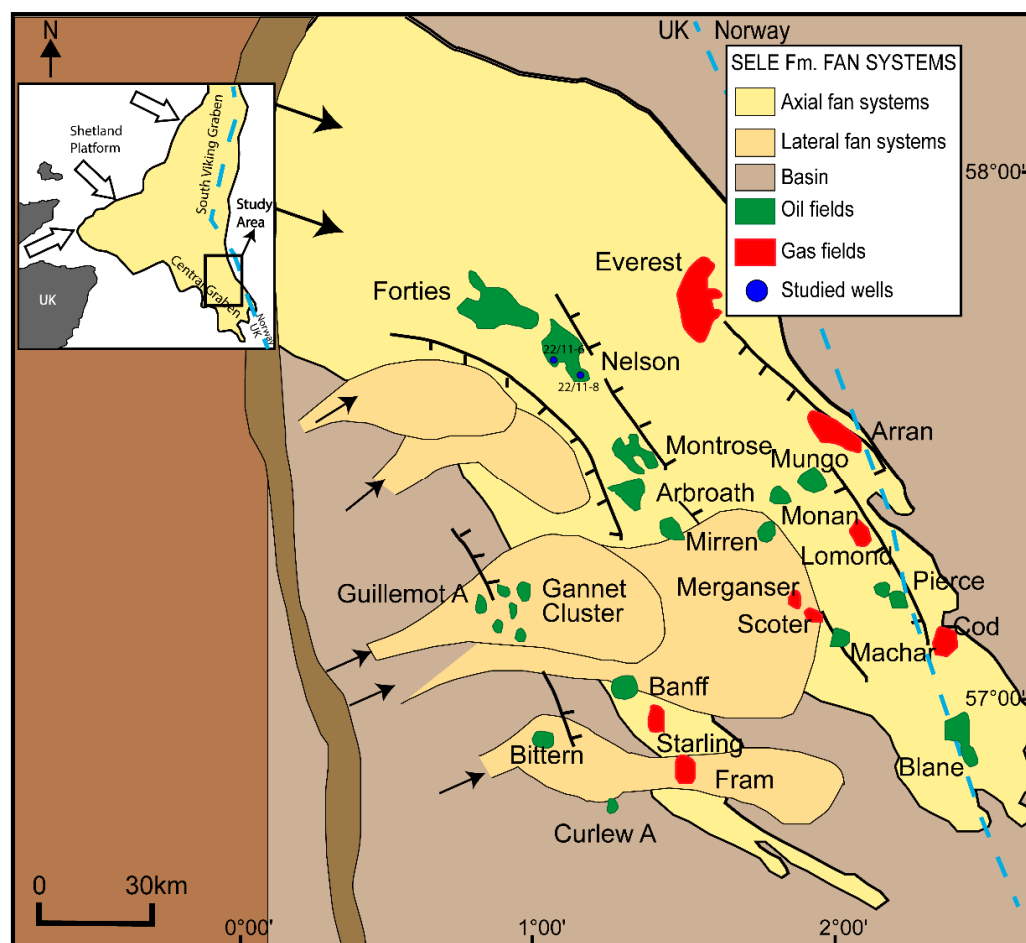 N
UK Norway
SELE Fm. FAN SYSTEMS
Axial fan systems
Lateral fan systems
Basin
Oil fields
Gas fields
Studied wells
Shetland
Platform
South Viking Graben
Study
Area
Central Graben
UK
Norway
UK
58°00'
Everest
Forties
22/11-6
Nelson
22/11-8
Arran
Montrose
Mungo
Arbroath
Monan
Mirren
Lomond
Pierce
Guillemot A
Gannet
Cluster
Merganser
Scoter
Cod
Machar
57°00'
Banff
Starling
Bittern
Fram
Blane
Curlew A
0 30km
0°00' 1°00' 2°00'